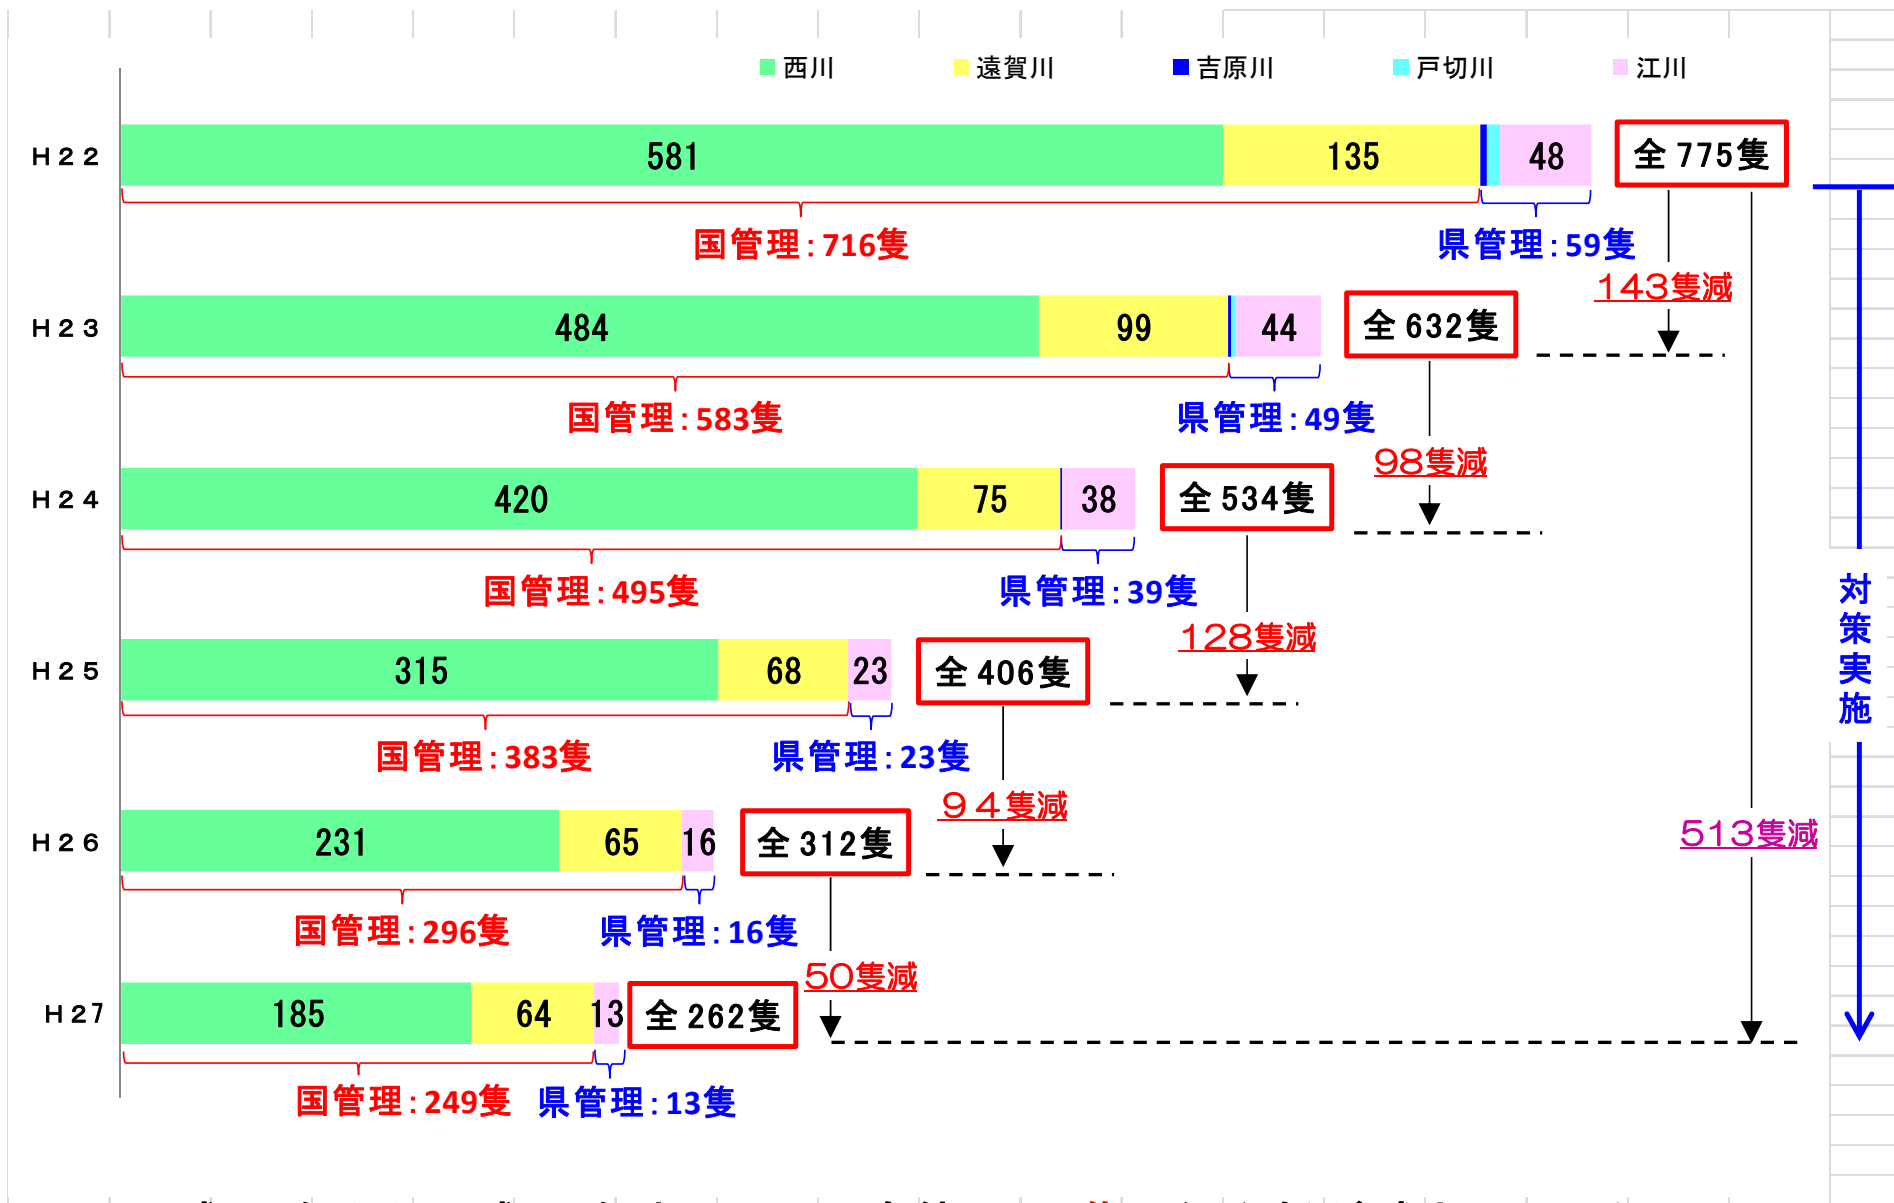 西川 遠賀川 吉原川 戸切川 江川
H22 581 135 48 全 775隻
国管理:716隻 県管理:59隻
143隻減
H23 484 99 44 全 632隻
国管理:583隻 県管理:49隻
98隻減
H24 420 75 38 全 534隻
国管理:495隻 県管理:39隻
128隻減
H25 315 68 23 全 406隻
国管理:383隻 県管理:23隻
94隻減
H26 231 65 16 全 312隻
国管理:296隻 県管理:16隻
50隻減
H27 185 64 13 全 262隻
国管理:249隻 県管理:13隻
513隻減
対策実施